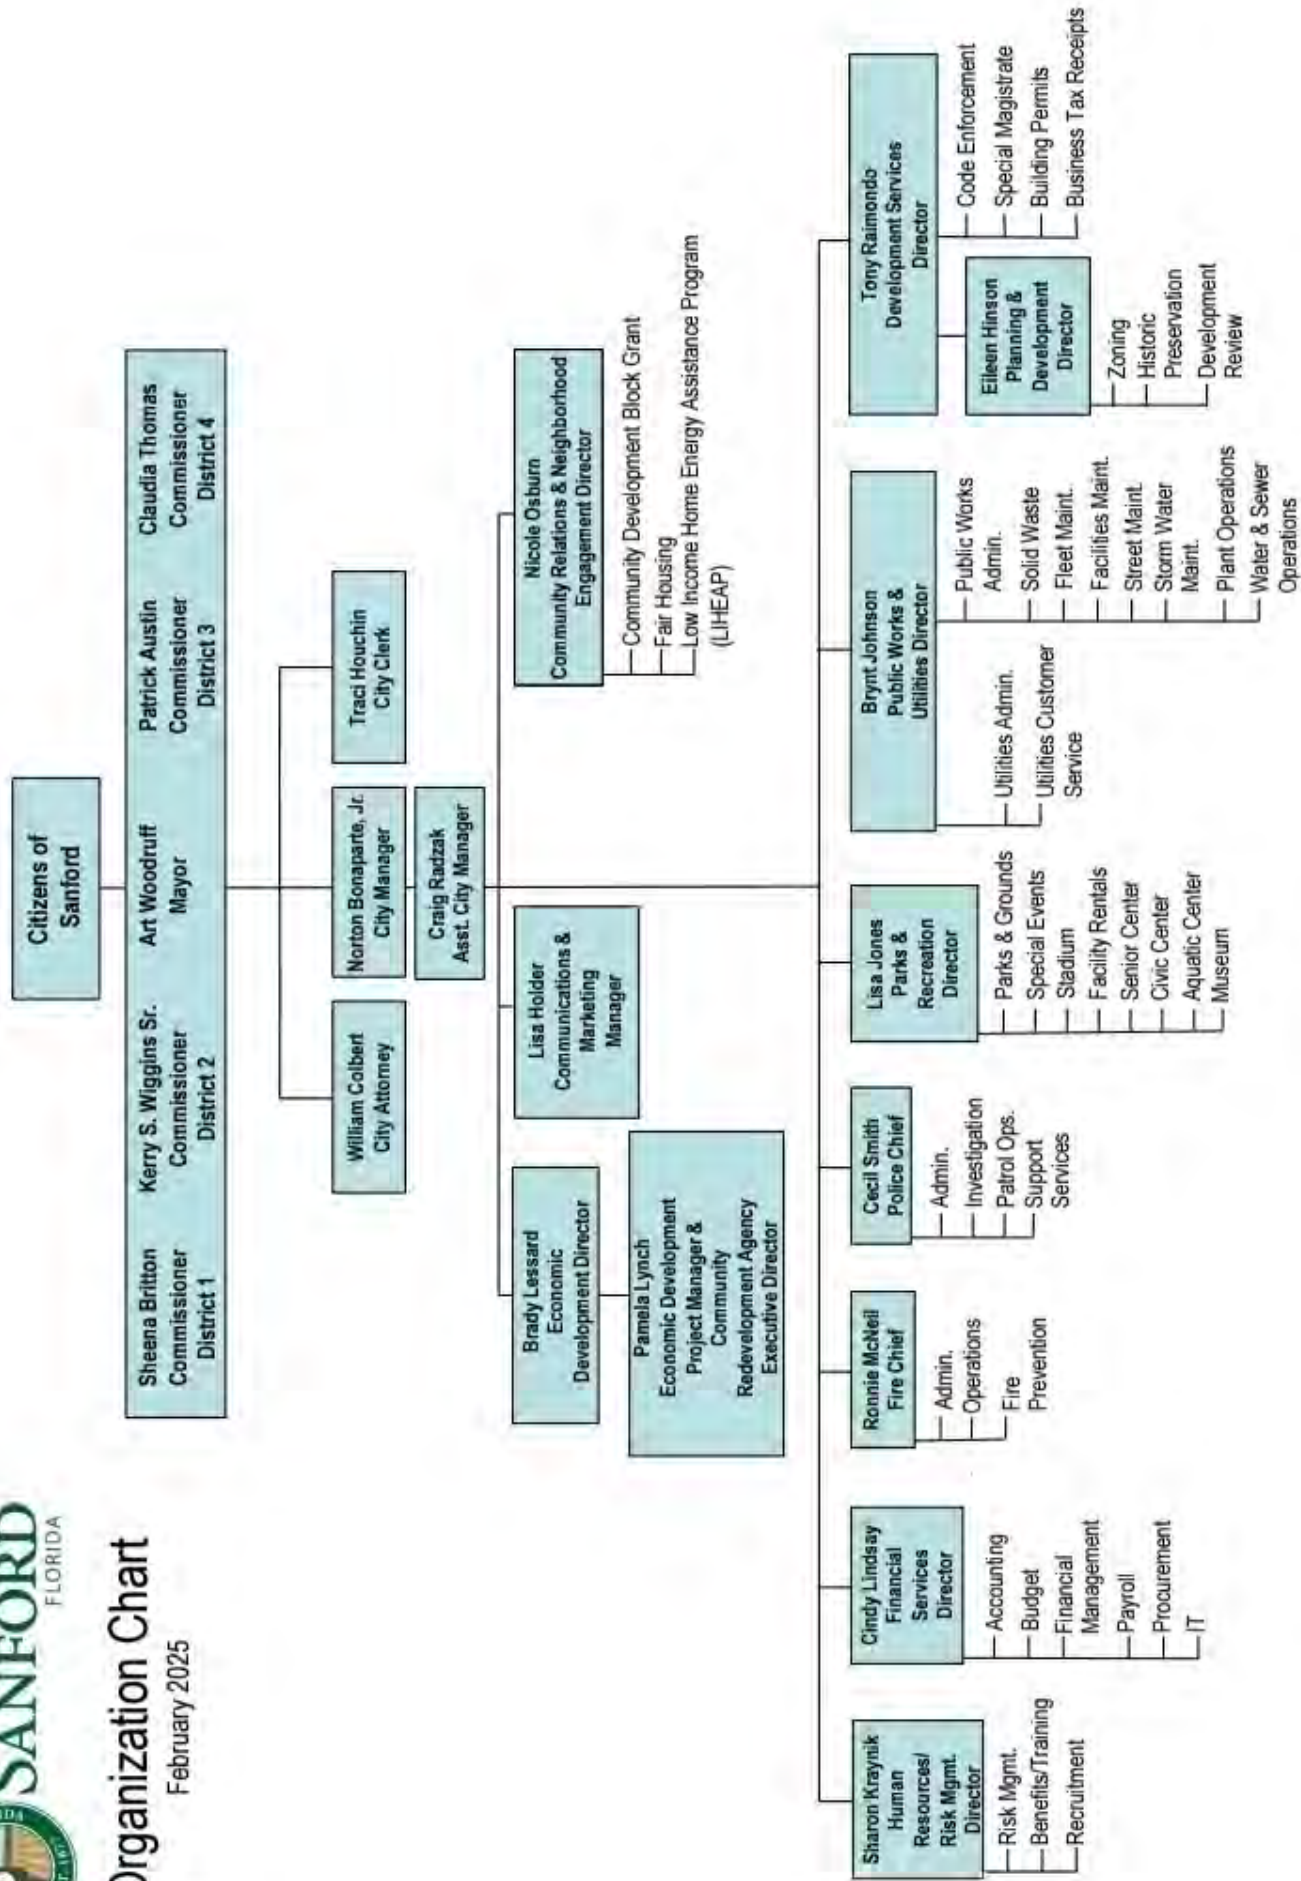 SANFORD
FLORIDA
Organization Chart
February 2025
Citizens of
Sanford
Sheena Britton
Commissioner
District 1
Kerry S. Wiggins Sr.
Commissioner
District 2
Art Woodruff
Mayor
Patrick Austin
Commissioner
District 3
Claudia Thomas
Commissioner
District 4
William Colbert
City Attorney
Norton Bonaparte, Jr.
City Manager
Traci Houchin
City Clerk
Craig Radzak
Asst. City Manager
Brady Lessard
Economic
Development Director
Lisa Holder
Communications &
Marketing
Manager
Nicole Osburn
Community Relations & Neighborhood
Engagement Director
Community Development Block Grant
Fair Housing
Low Income Home Energy Assistance Program
(LIHEAP)
Pamela Lynch
Economic Development
Project Manager &
Community
Redevelopment Agency
Executive Director
Sharon Kraynik
Human
Resources/
Risk Mgmt.
Director
Risk Mgmt.
Benefits/Training
Recruitment
Cindy Lindsay
Financial
Services
Director
Accounting
Budget
Financial
Management
Payroll
Procurement
IT
Ronnie McNeil
Fire Chief
Admin.
Operations
Fire
Prevention
Cecil Smith
Police Chief
Admin.
Investigation
Patrol Ops.
Support
Services
Lisa Jones
Parks &
Recreation
Director
Parks & Grounds
Special Events
Stadium
Facility Rentals
Senior Center
Civic Center
Aquatic Center
Museum
Brynt Johnson
Public Works &
Utilities Director
Utilities Admin.
Utilities Customer
Service
Public Works
Admin.
Solid Waste
Fleet Maint.
Facilities Maint.
Street Maint.
Storm Water
Maint.
Plant Operations
Water & Sewer
Operations
Tony Raimondo
Development Services
Director
Eileen Hinson
Planning &
Development
Director
Zoning
Historic
Preservation
Development
Review
Code Enforcement
Special Magistrate
Building Permits
Business Tax Receipts